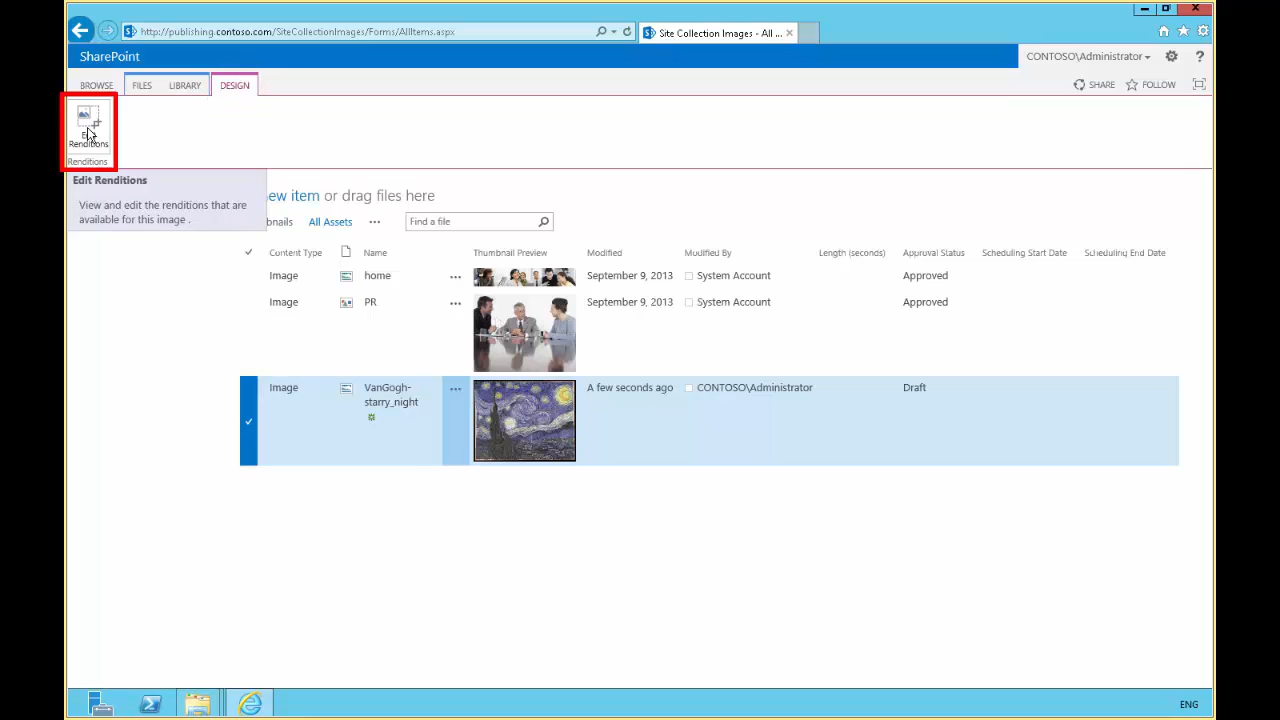 http://publishing.contoso.com/SiteCollectionImages/Forms/AllItems.aspx
Site Collection Images - All ...
SharePoint
CONTOSO\Administrator
?
BROWSE FILES LIBRARY DESIGN
SHARE FOLLOW
Renditions
Renditions
Edit Renditions
View and edit the renditions that are
available for this image .
ew item or drag files here
bnails All Assets ... Find a file
Content Type Name Thumbnail Preview Modified Modified By Length (seconds) Approval Status Scheduling Start Date Scheduling End Date
Image home ... September 9, 2013 System Account Approved
Image PR ... September 9, 2013 System Account Approved
Image VanGogh-
starry_night ... A few seconds ago CONTOSO\Administrator Draft
ENG